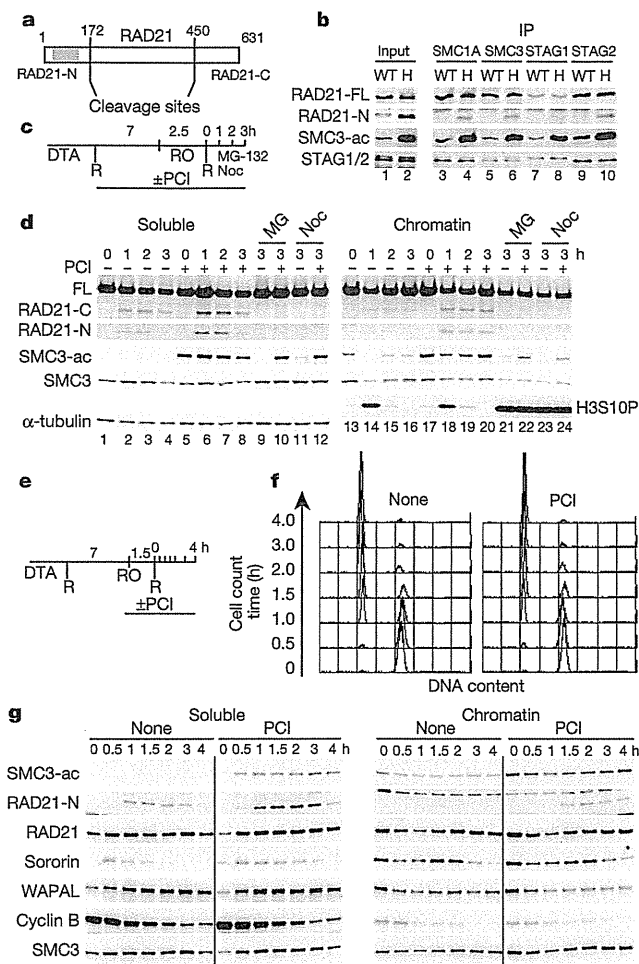 a
1 172 RAD21 450 631
RAD21-N RAD21-C
Cleavage sites
b
IP
Input SMC1A SMC3 STAG1 STAG2
WT H WT H WT H WT H WT H
RAD21-FL
RAD21-N
SMC3-ac
STAG1/2
1 2 3 4 5 6 7 8 9 10
c
7 2.5 0 1 2 3h
DTA R RO R MG-132
Noc
±PCI
d
Soluble MG Noc Chromatin MG Noc
0 1 2 3 0 1 2 3 3 3 3 3 0 1 2 3 0 1 2 3 3 3 3 3 h
PCI - - - - + + + + - + - + - - - - + + + + - + - +
FL
RAD21-C
RAD21-N
SMC3-ac
SMC3
H3S10P
α-tubulin
1 2 3 4 5 6 7 8 9 10 11 12 13 14 15 16 17 18 19 20 21 22 23 24
e
7 1.5 0 4 h
DTA R RO R
±PCI
f
None PCI
Cell count
time (h)
4.0
3.0
2.0
1.5
1.0
0.5
0
DNA content
g
Soluble Chromatin
None PCI None PCI
0 0.5 1 1.5 2 3 4 0 0.5 1 1.5 2 3 4 h 0 0.5 1 1.5 2 3 4 0 0.5 1 1.5 2 3 4 h
SMC3-ac
RAD21-N
RAD21
Sororin
WAPAL
Cyclin B
SMC3